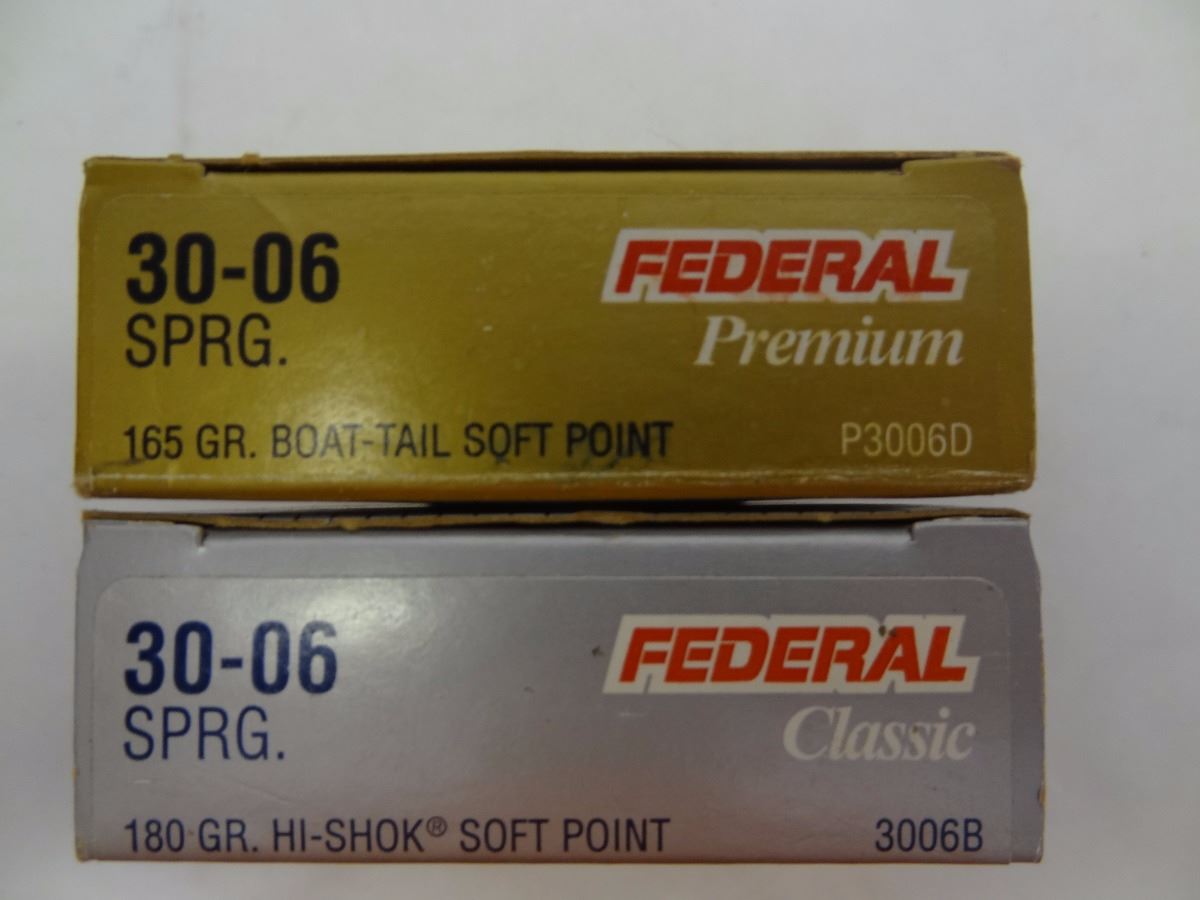 30-06
SPRG.
FEDERAL
Premium
165 GR. BOAT-TAIL SOFT POINT
P3006D
30-06
SPRG.
FEDERAL
Classic
180 GR. HI-SHOK® SOFT POINT
3006B